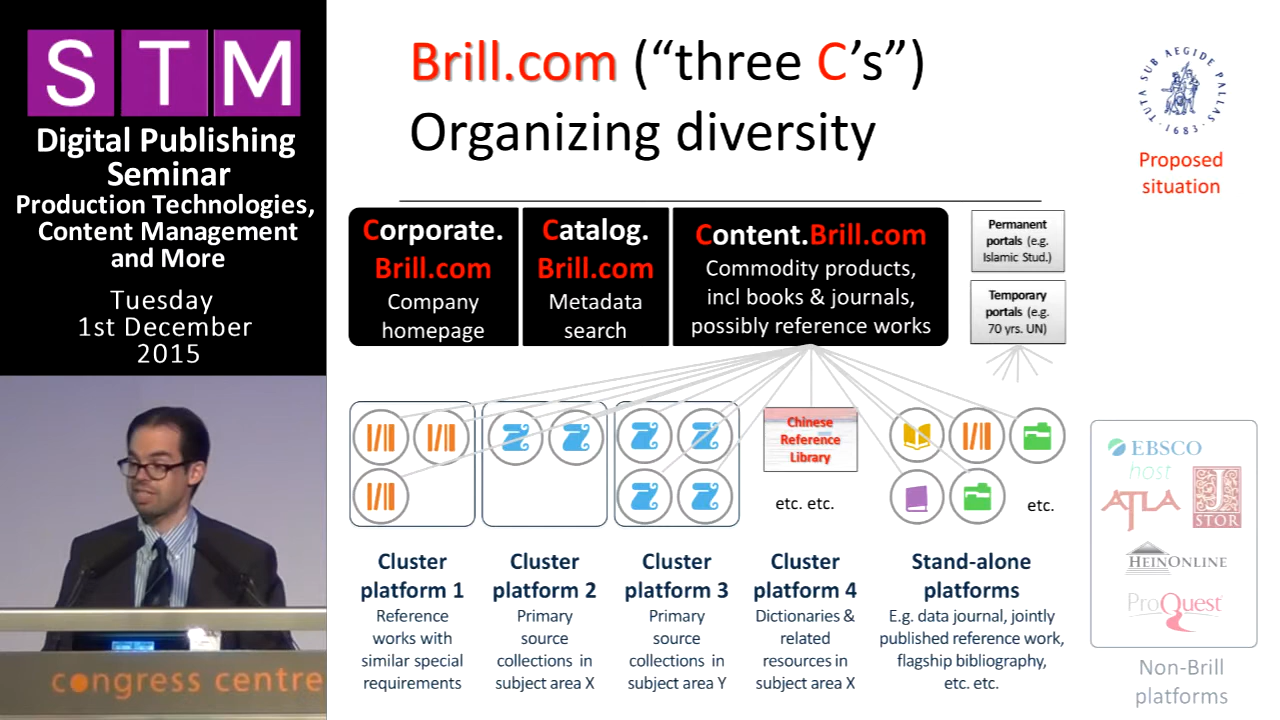 STM
Digital Publishing
Seminar
Production Technologies,
Content Management
and More
Tuesday
1st December
2015
congress centre
Brill.com (“three C’s”)
Organizing diversity
TUTA SUB AEGIDE PALLAS
· 1683 ·
Proposed
situation
Corporate.
Brill.com
Company
homepage
Catalog.
Brill.com
Metadata
search
Content.Brill.com
Commodity products,
incl books & journals,
possibly reference works
Permanent
portals (e.g.
Islamic Stud.)
Temporary
portals (e.g.
70 yrs. UN)
Chinese
Reference
Library
etc. etc.
etc.
Cluster
platform 1
Reference
works with
similar special
requirements
Cluster
platform 2
Primary
source
collections in
subject area X
Cluster
platform 3
Primary
source
collections in
subject area Y
Cluster
platform 4
Dictionaries &
related
resources in
subject area X
Stand-alone
platforms
E.g. data journal, jointly
published reference work,
flagship bibliography,
etc. etc.
EBSCO
host
ATLA
JSTOR
HEINONLINE
ProQuest
Non-Brill
platforms